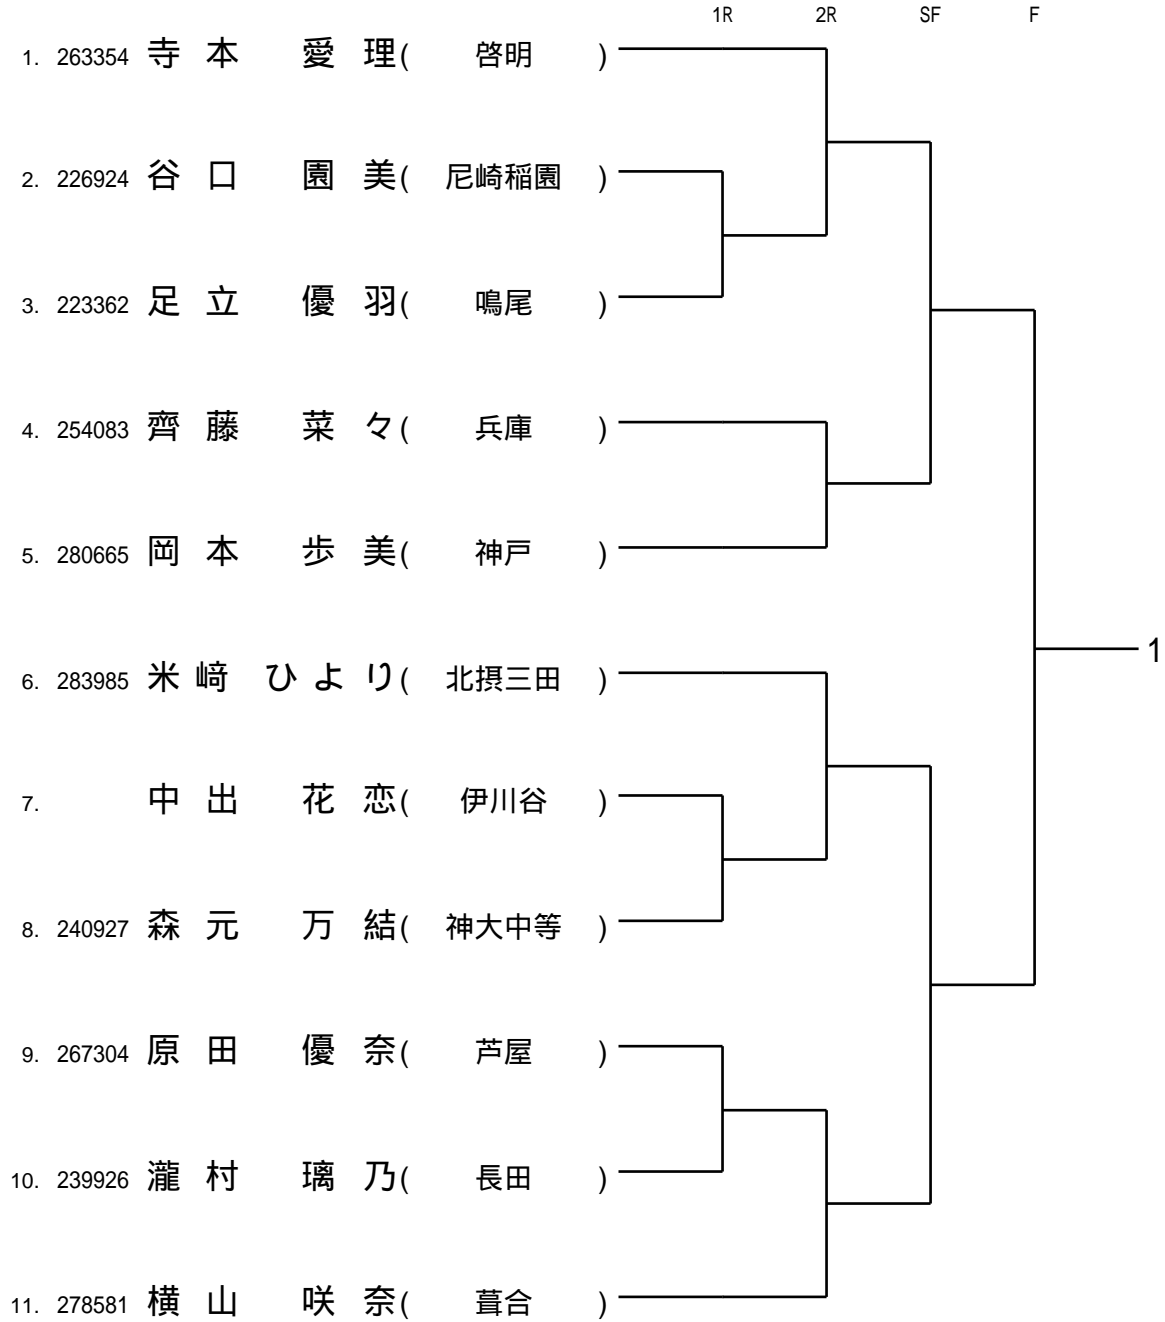 1R 2R SF F
1. 263354 寺本 愛理( 啓明 )
2. 226924 谷口 園美( 尼崎稲園 )
3. 223362 足立 優羽( 鳴尾 )
4. 254083 齊藤 菜々( 兵庫 )
5. 280665 岡本 歩美( 神戸 )
1
6. 283985 米﨑 ひより( 北摂三田 )
7. 中出 花恋( 伊川谷 )
8. 240927 森元 万結( 神大中等 )
9. 267304 原田 優奈( 芦屋 )
10. 239926 瀧村 璃乃( 長田 )
11. 278581 横山 咲奈( 葺合 )